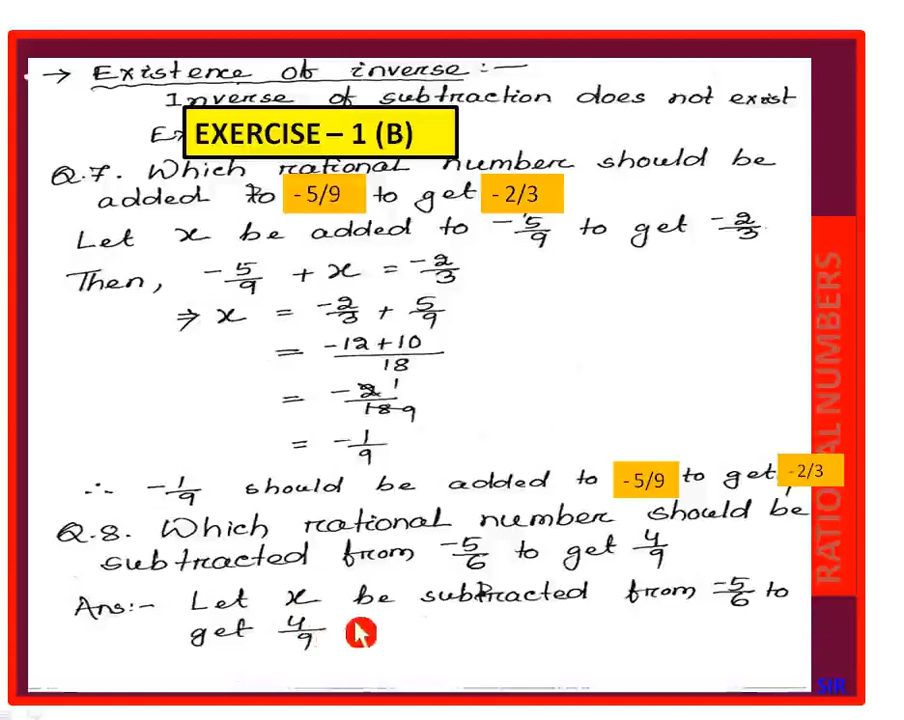 → Existence of inverse :—
Inverse of subtraction does not exist
EXERCISE – 1 (B)
Q.7. Which rational number should be
added to - 5/9 to get - 2/3
Let x be added to -5/9 to get -2/3.
Then, -5/9 + x = -2/3
⇒ x = -2/3 + 5/9
= -12+10/18
= -2 1/18 9
= -1/9
∴ -1/9 should be added to - 5/9 to get - 2/3
Q.8. Which rational number should be
subtracted from -5/6 to get 4/9
Ans:- Let x be subtracted from -5/6 to
get 4/9
RATIONAL NUMBERS
SIR